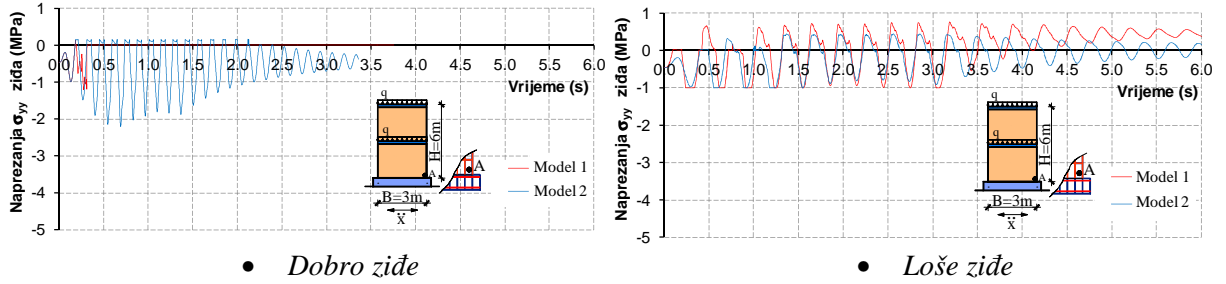 Naprezanja σyy ziđa (MPa)
1
0
-1
-2
-3
-4
-5
0.0 0.5 1.0 1.5 2.0 2.5 3.0 3.5 4.0 4.5 5.0 5.5 6.0
Vrijeme (s)
q
q
H=6m
A
A
B=3m
ẍ
Model 1
Model 2
• Dobro ziđe
Naprezanja σyy ziđa (MPa)
1
0
-1
-2
-3
-4
-5
0.0 0.5 1.0 1.5 2.0 2.5 3.0 3.5 4.0 4.5 5.0 5.5 6.0
Vrijeme (s)
q
q
H=6m
A
A
B=3m
ẍ
Model 1
Model 2
• Loše ziđe